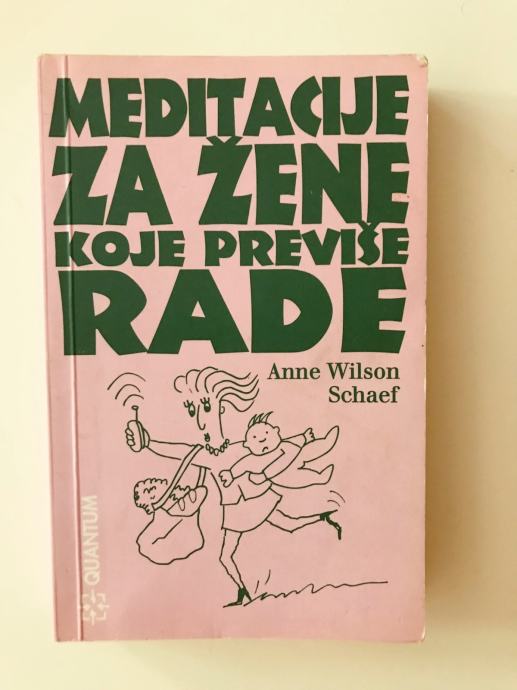 MEDITACIJE
ZA ŽENE
KOJE PREVIŠE
RADE
Anne Wilson
Schaef
QUANTUM